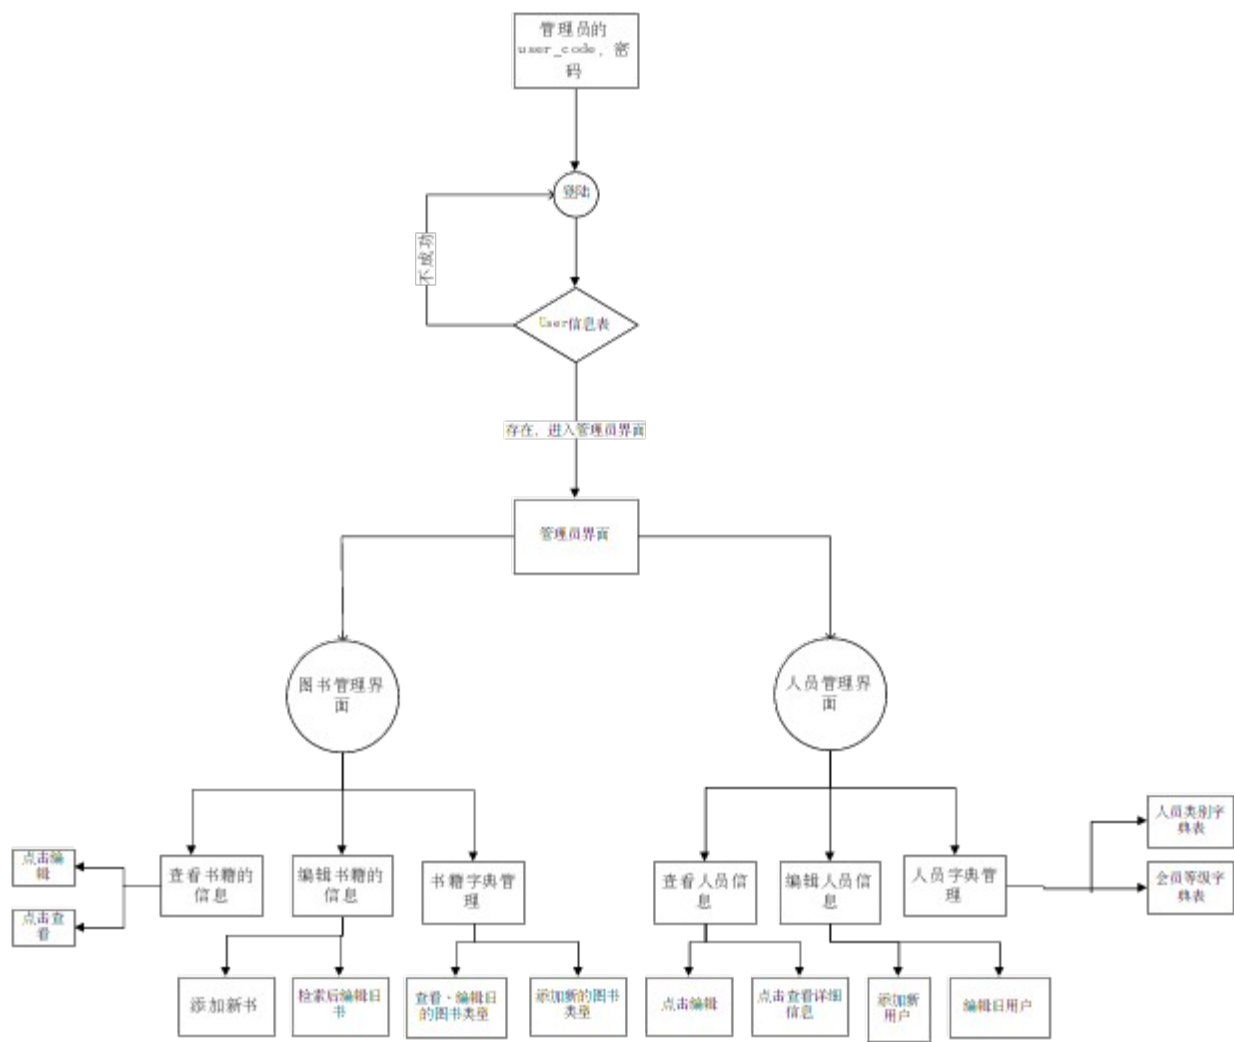 管理员的
user_code，密
码
登陆
不成功
User信息表
存在，进入管理员界面
管理员界面
图书管理界
面
人员管理界
面
人员类别字
典表
点击编
辑
查看书籍的
信息
编辑书籍的
信息
书籍字典管
理
查看人员信
息
编辑人员信
息
人员字典管
理
会员等级字
典表
点击查
看
添加新书
检索后编辑旧
书
查看、编辑旧
的图书类型
添加新的图书
类型
点击编辑
点击查看详细
信息
添加新
用户
编辑旧用户